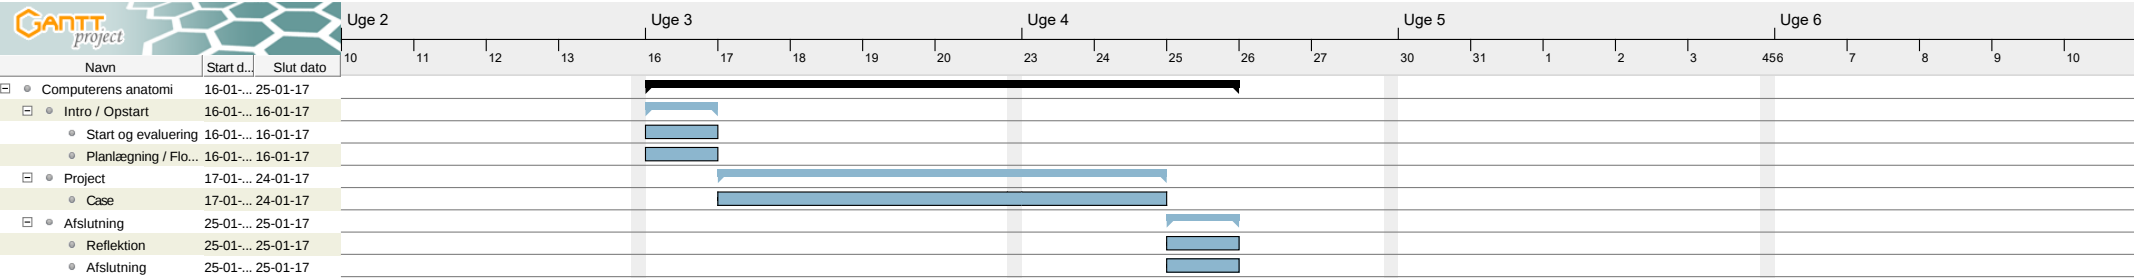 GANTT project
Uge 2 Uge 3 Uge 4 Uge 5 Uge 6
10 11 12 13 16 17 18 19 20 23 24 25 26 27 30 31 1 2 3 456 7 8 9 10
Navn Start d... Slut dato
Computerens anatomi 16-01-... 25-01-17
Intro / Opstart 16-01-... 16-01-17
Start og evaluering 16-01-... 16-01-17
Planlægning / Flo... 16-01-... 16-01-17
Project 17-01-... 24-01-17
Case 17-01-... 24-01-17
Afslutning 25-01-... 25-01-17
Reflektion 25-01-... 25-01-17
Afslutning 25-01-... 25-01-17